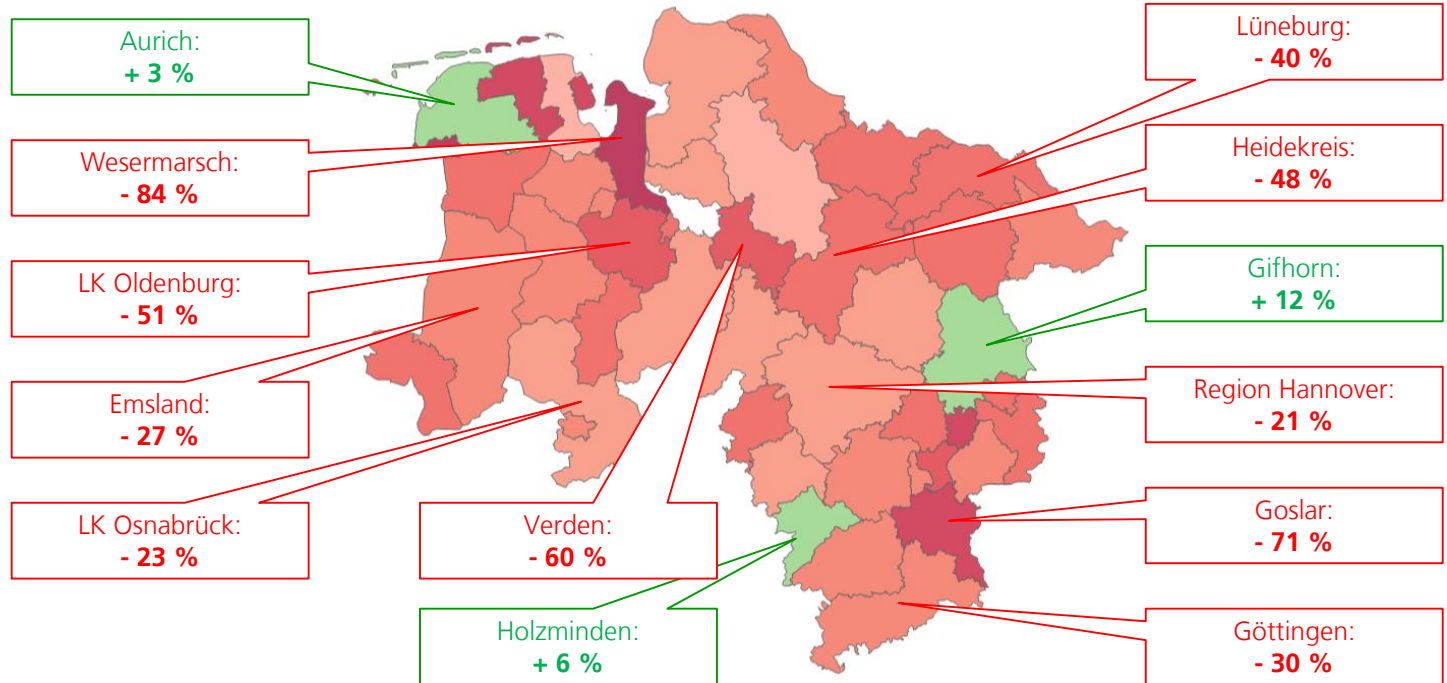 Aurich:
+ 3 %
Wesermarsch:
- 84 %
LK Oldenburg:
- 51 %
Emsland:
- 27 %
LK Osnabrück:
- 23 %
Verden:
- 60 %
Holzminden:
+ 6 %
Lüneburg:
- 40 %
Heidekreis:
- 48 %
Gifhorn:
+ 12 %
Region Hannover:
- 21 %
Goslar:
- 71 %
Göttingen:
- 30 %